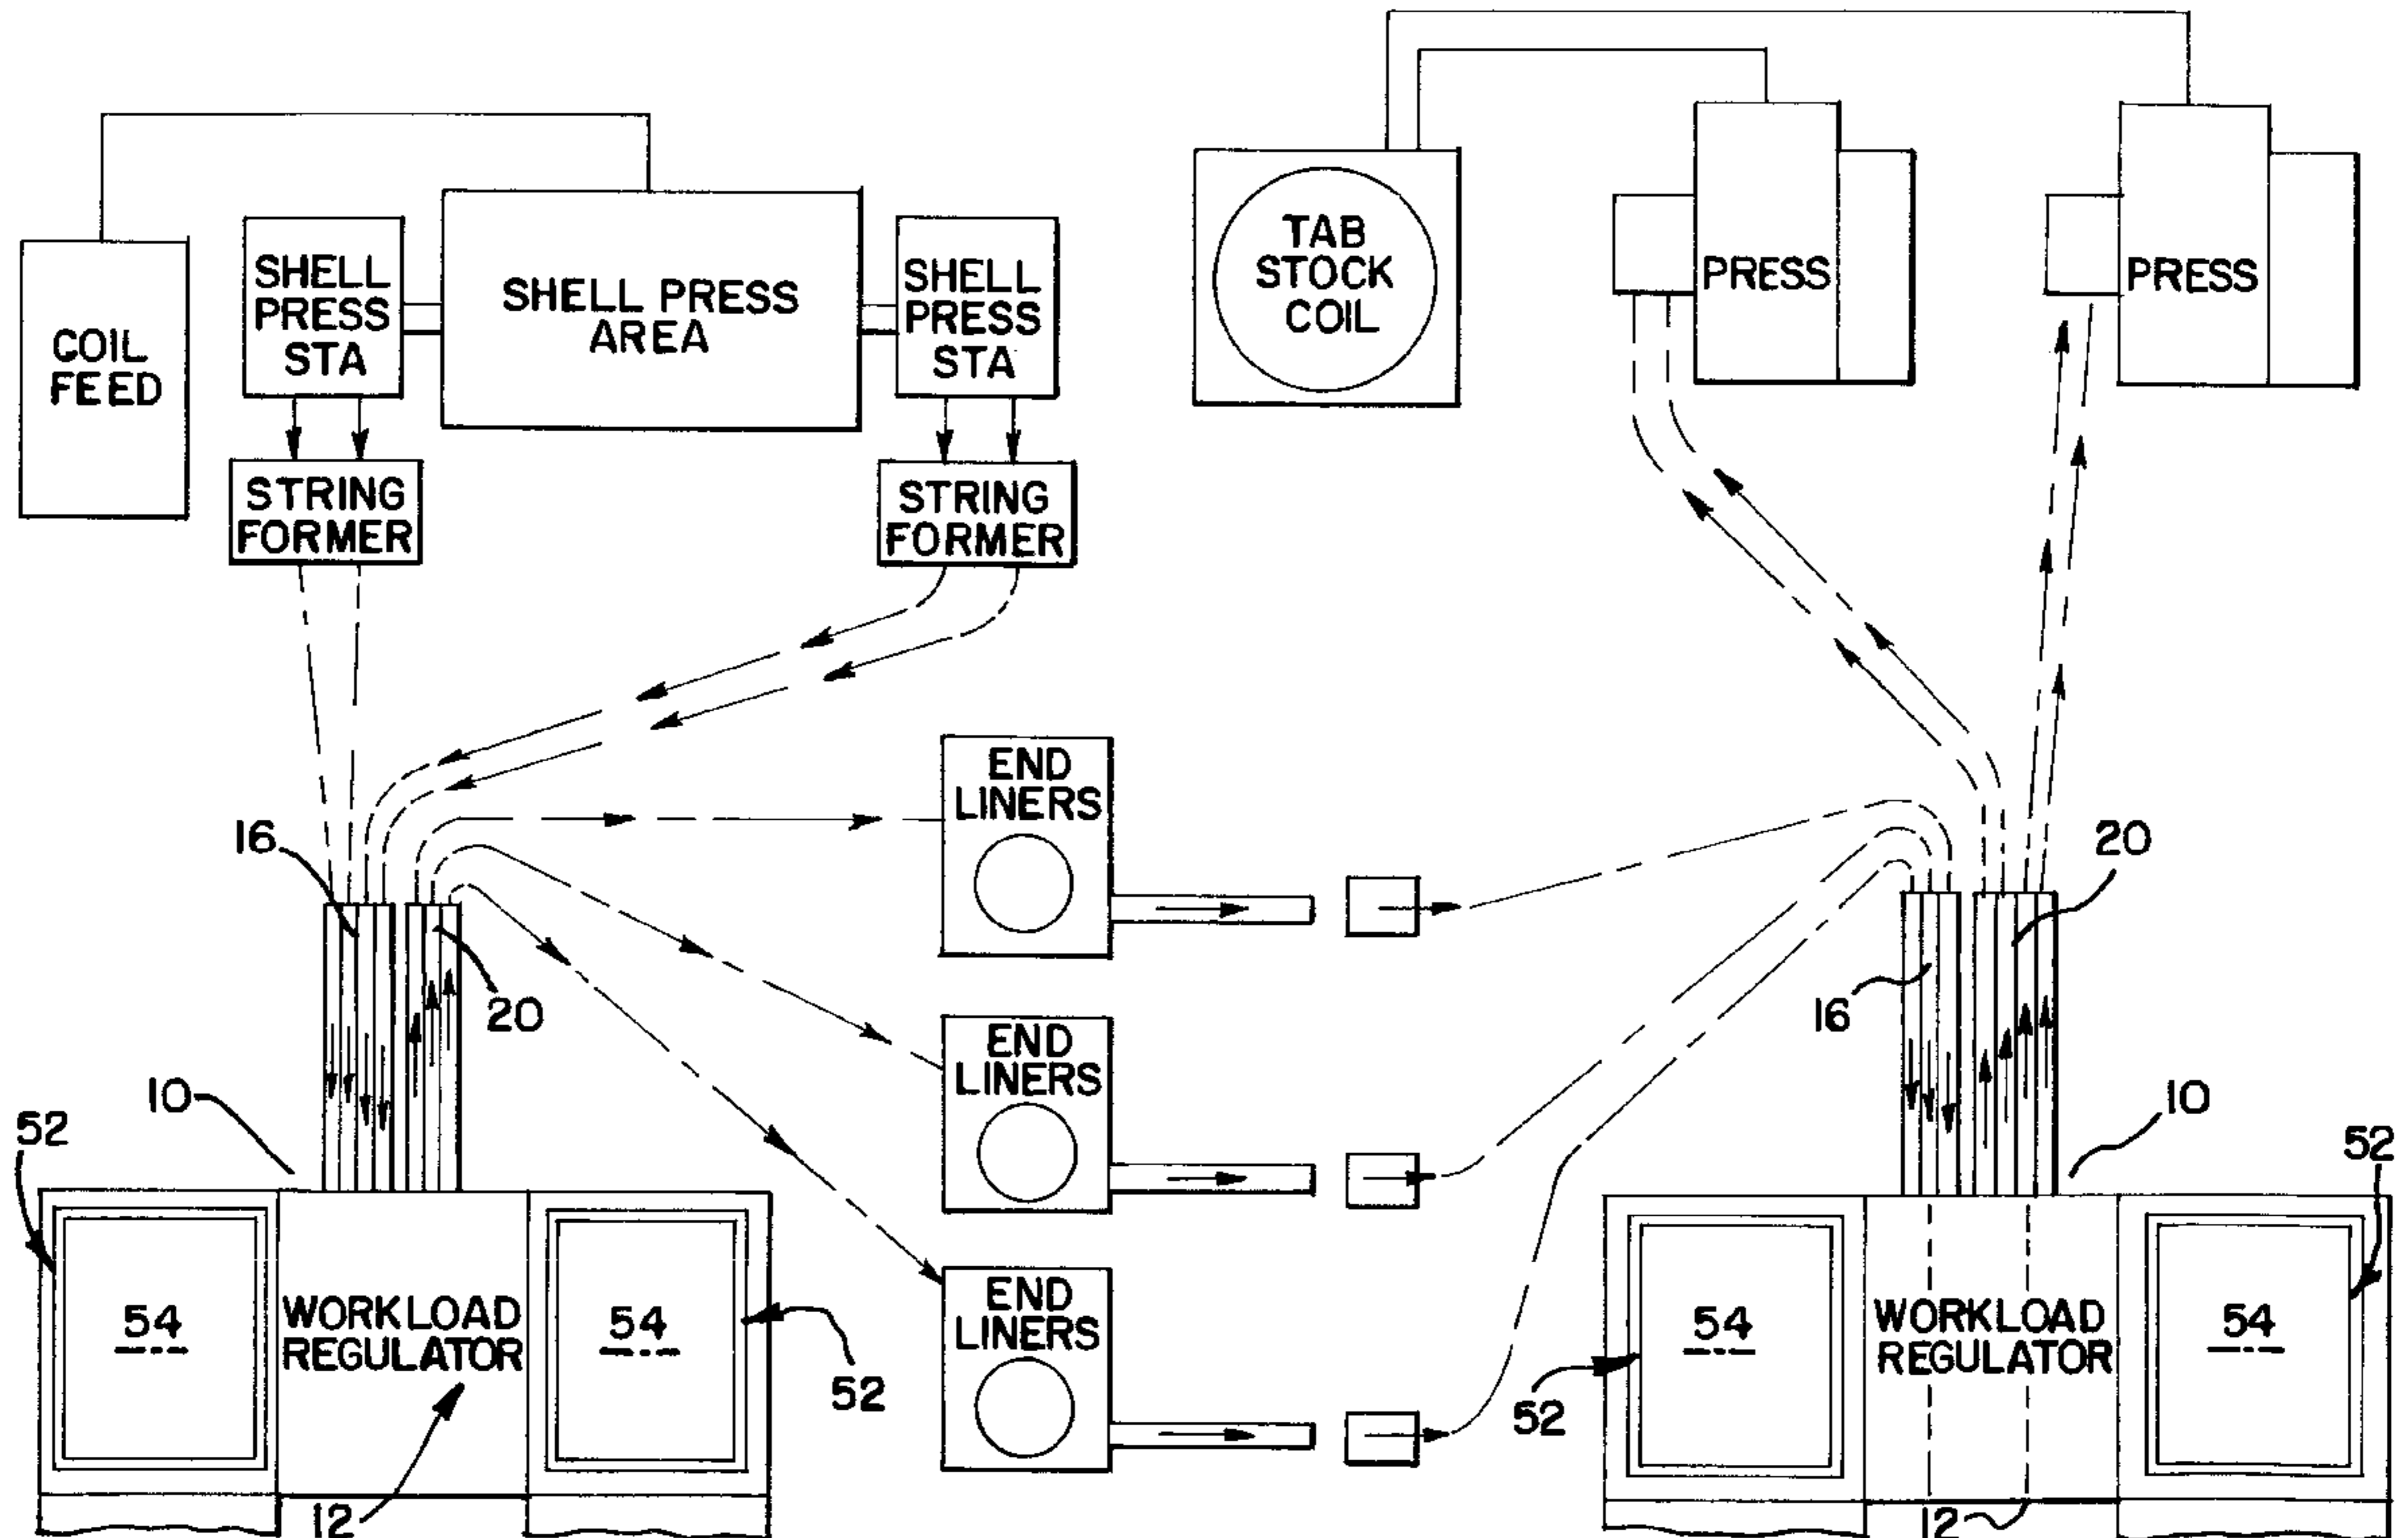 COIL
FEED
SHELL
PRESS
STA
SHELL PRESS
AREA
SHELL
PRESS
STA
TAB
STOCK
COIL
PRESS
PRESS
STRING
FORMER
STRING
FORMER
END
LINERS
16
20
20
16
END
LINERS
10
10
52
52
END
LINERS
54
WORKLOAD
REGULATOR
54
52
12
54
WORKLOAD
REGULATOR
54
52
12